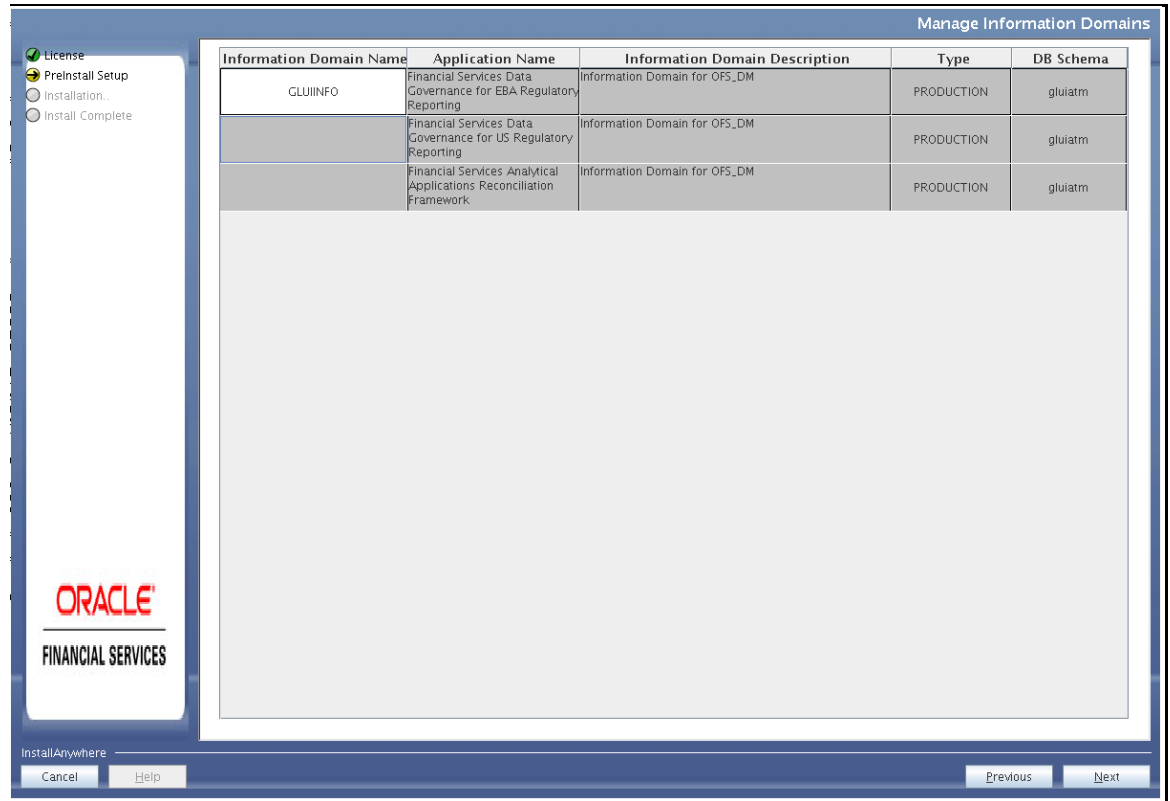 Manage Information Domains
License
PreInstall Setup
Installation..
Install Complete
Information Domain Name Application Name Information Domain Description Type DB Schema
GLUIINFO
Financial Services Data
Governance for EBA Regulatory
Reporting
Information Domain for OFS_DM
PRODUCTION
gluiatm
Financial Services Data
Governance for US Regulatory
Reporting
Information Domain for OFS_DM
PRODUCTION
gluiatm
Financial Services Analytical
Applications Reconciliation
Framework
Information Domain for OFS_DM
PRODUCTION
gluiatm
ORACLE
FINANCIAL SERVICES
InstallAnywhere
Cancel Help Previous Next